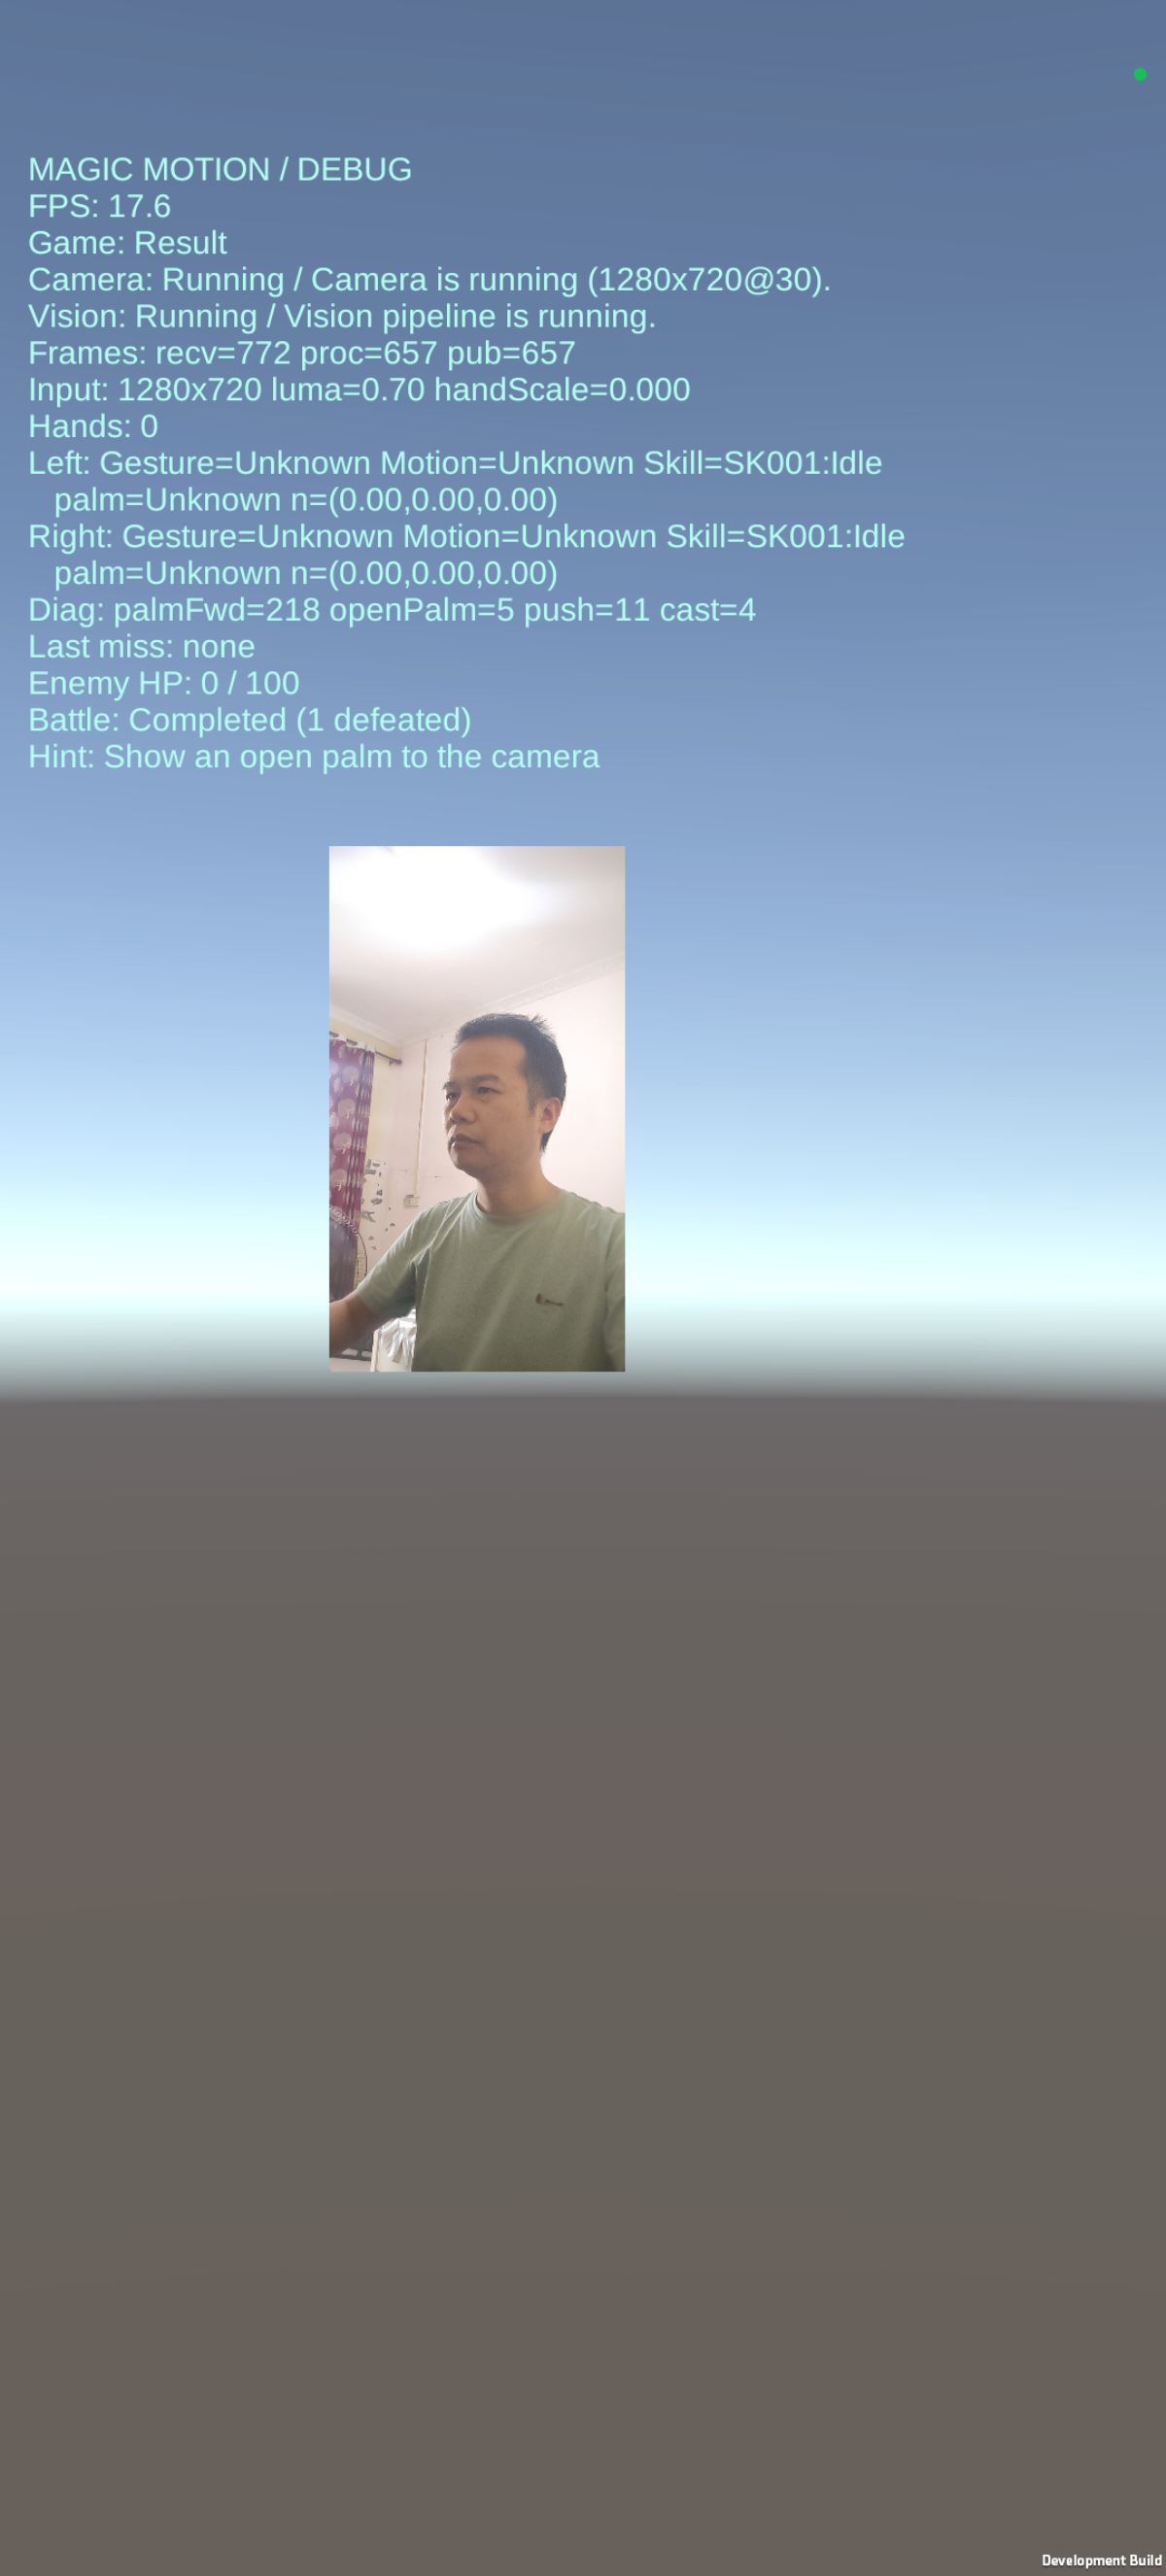 MAGIC MOTION / DEBUG
FPS: 17.6
Game: Result
Camera: Running / Camera is running (1280x720@30).
Vision: Running / Vision pipeline is running.
Frames: recv=772 proc=657 pub=657
Input: 1280x720 luma=0.70 handScale=0.000
Hands: 0
Left: Gesture=Unknown Motion=Unknown Skill=SK001:Idle
palm=Unknown n=(0.00,0.00,0.00)
Right: Gesture=Unknown Motion=Unknown Skill=SK001:Idle
palm=Unknown n=(0.00,0.00,0.00)
Diag: palmFwd=218 openPalm=5 push=11 cast=4
Last miss: none
Enemy HP: 0 / 100
Battle: Completed (1 defeated)
Hint: Show an open palm to the camera
Development Build